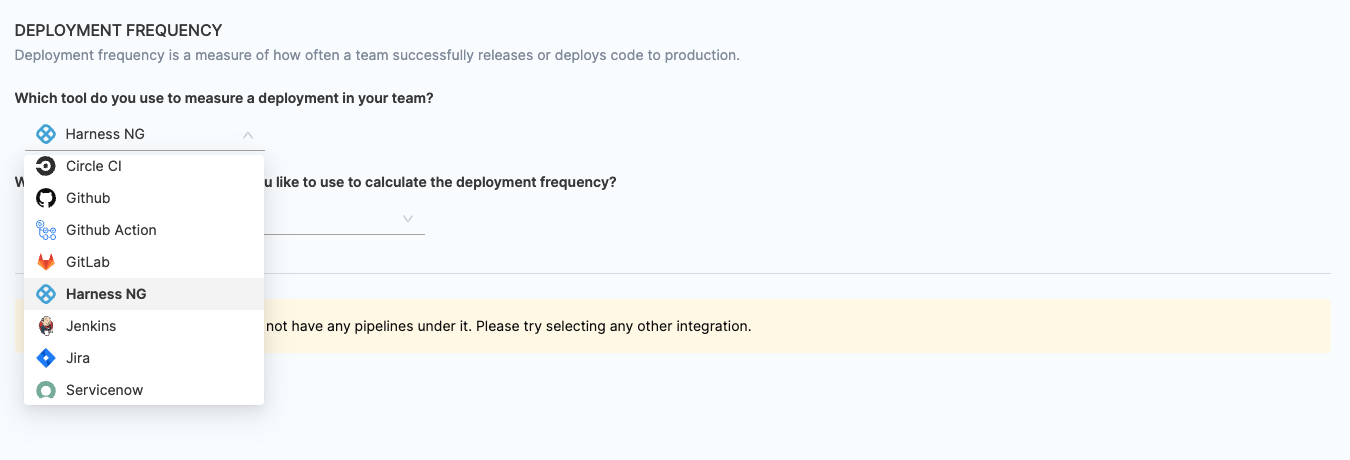 DEPLOYMENT FREQUENCY
Deployment frequency is a measure of how often a team successfully releases or deploys code to production.
Which tool do you use to measure a deployment in your team?
Harness NG
Circle CI
W u like to use to calculate the deployment frequency?
Github
Github Action
GitLab
Harness NG
Jenkins
not have any pipelines under it. Please try selecting any other integration.
Jira
Servicenow